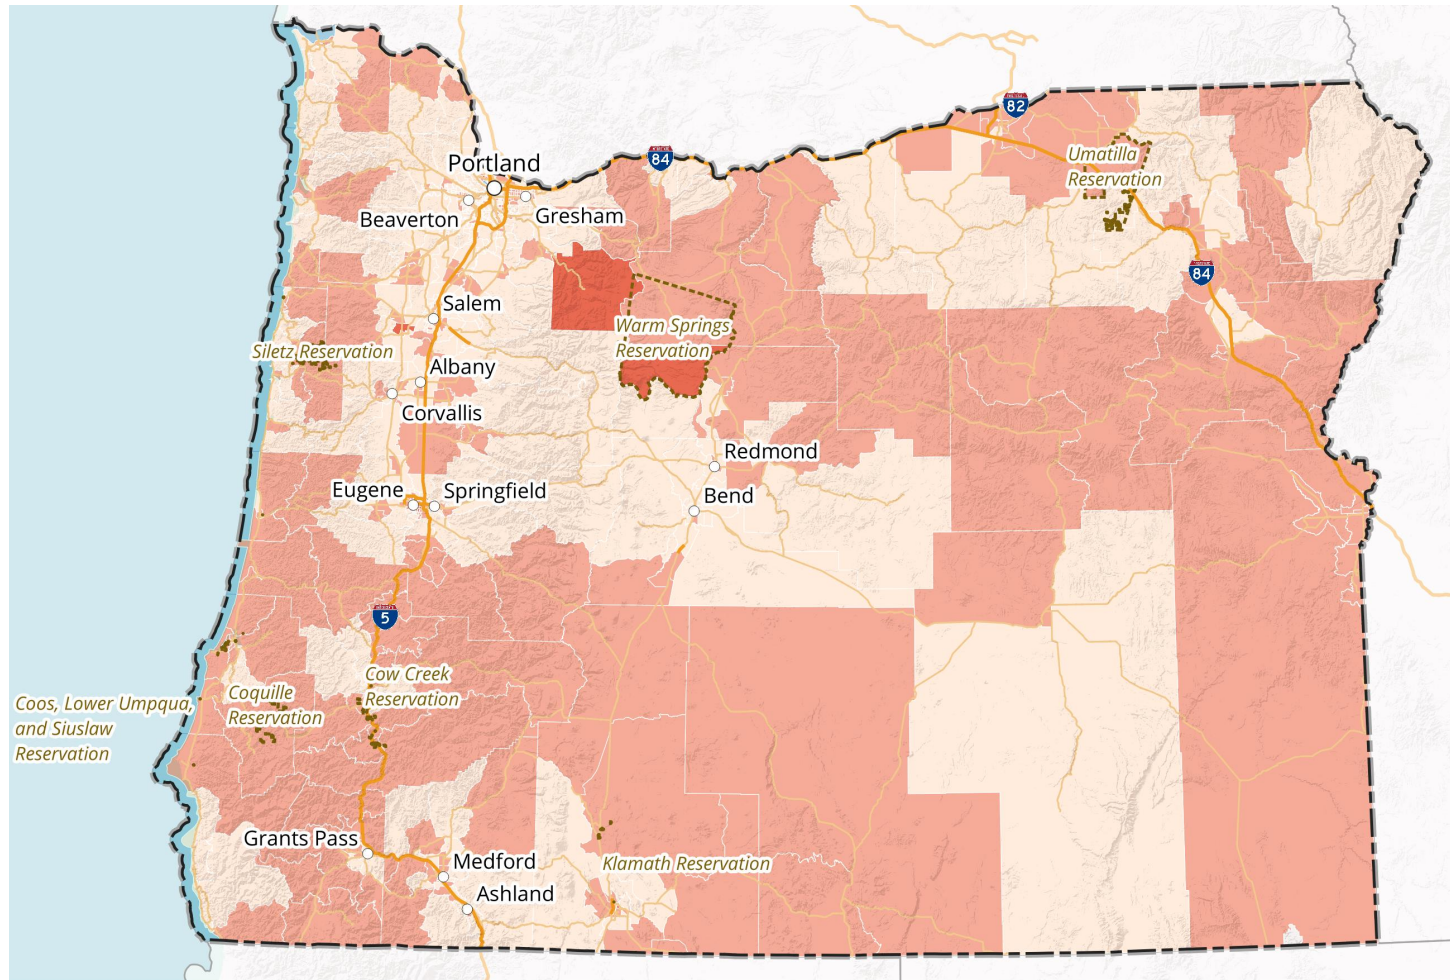 82
Portland
84
Umatilla
Reservation
Beaverton
Gresham
84
Salem
Warm Springs
Reservation
Siletz Reservation
Albany
Corvallis
Redmond
Eugene
Springfield
Bend
5
Cow Creek
Reservation
Coquille
Reservation
Coos, Lower Umpqua,
and Siuslaw
Reservation
Grants Pass
Medford
Klamath Reservation
Ashland